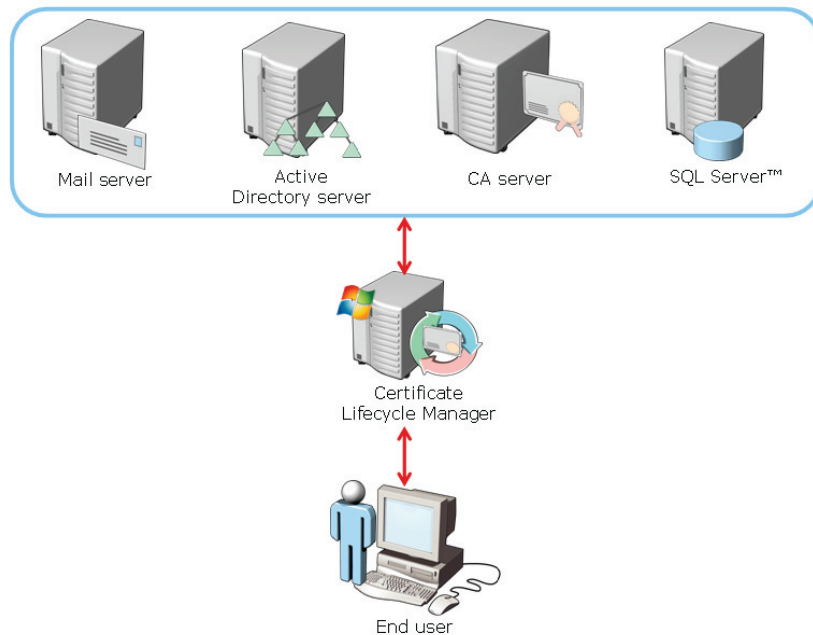 Mail server
Active
Directory server
CA server
SQL Server™
Certificate
Lifecycle Manager
End user